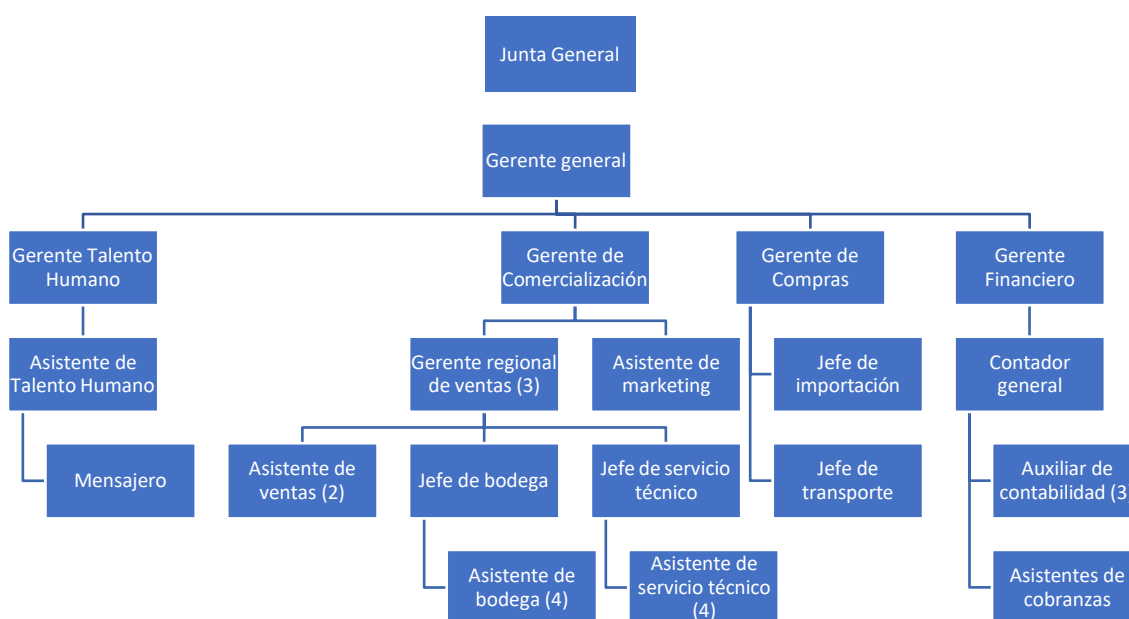 Junta General
Gerente general
Gerente Talento
Humano
Gerente de
Comercialización
Gerente de
Compras
Gerente
Financiero
Asistente de
Talento Humano
Gerente regional
de ventas (3)
Asistente de
marketing
Jefe de
importación
Contador
general
Mensajero
Asistente de
ventas (2)
Jefe de bodega
Jefe de servicio
técnico
Jefe de
transporte
Auxiliar de
contabilidad (3)
Asistente de
bodega (4)
Asistente de
servicio técnico
(4)
Asistentes de
cobranzas